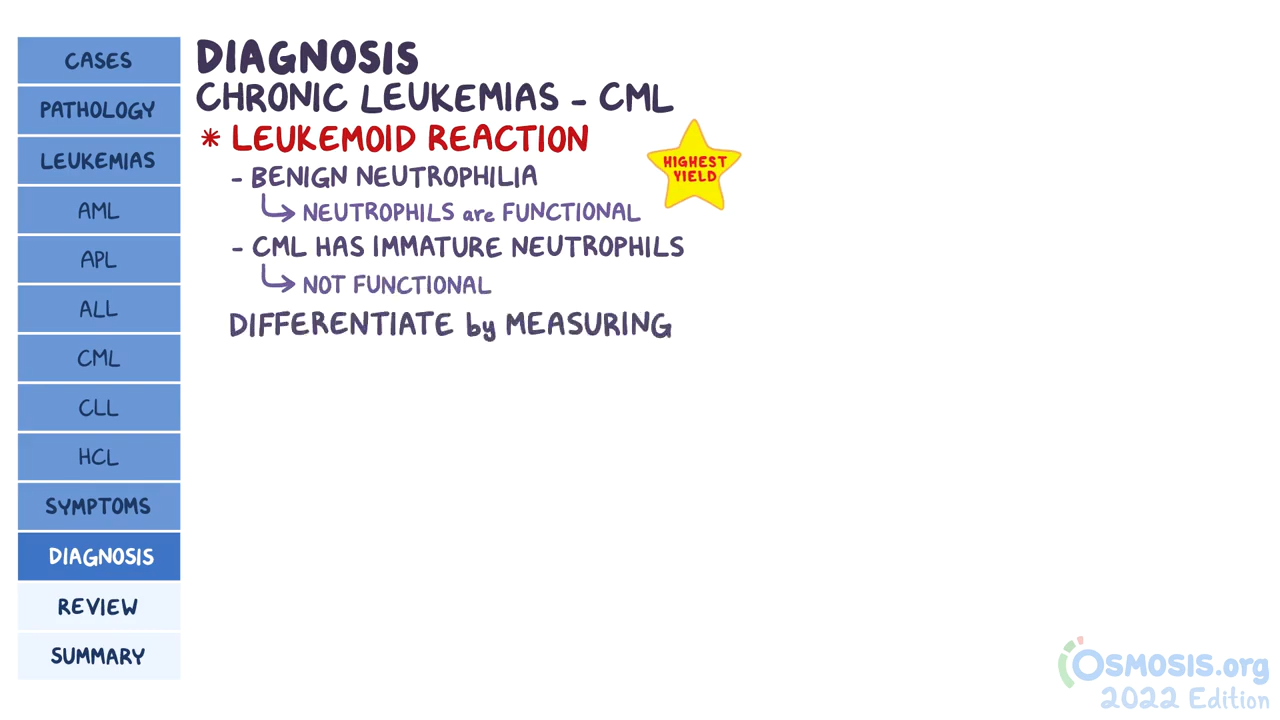 CASES
PATHOLOGY
LEUKEMIAS
AML
APL
ALL
CML
CLL
HCL
SYMPTOMS
DIAGNOSIS
REVIEW
SUMMARY
DIAGNOSIS
CHRONIC LEUKEMIAS - CML
* LEUKEMOID REACTION
HIGHEST
YIELD
- BENIGN NEUTROPHILIA
↳ NEUTROPHILS are FUNCTIONAL
- CML HAS IMMATURE NEUTROPHILS
↳ NOT FUNCTIONAL
DIFFERENTIATE by MEASURING
OSMOSIS.org
2022 Edition